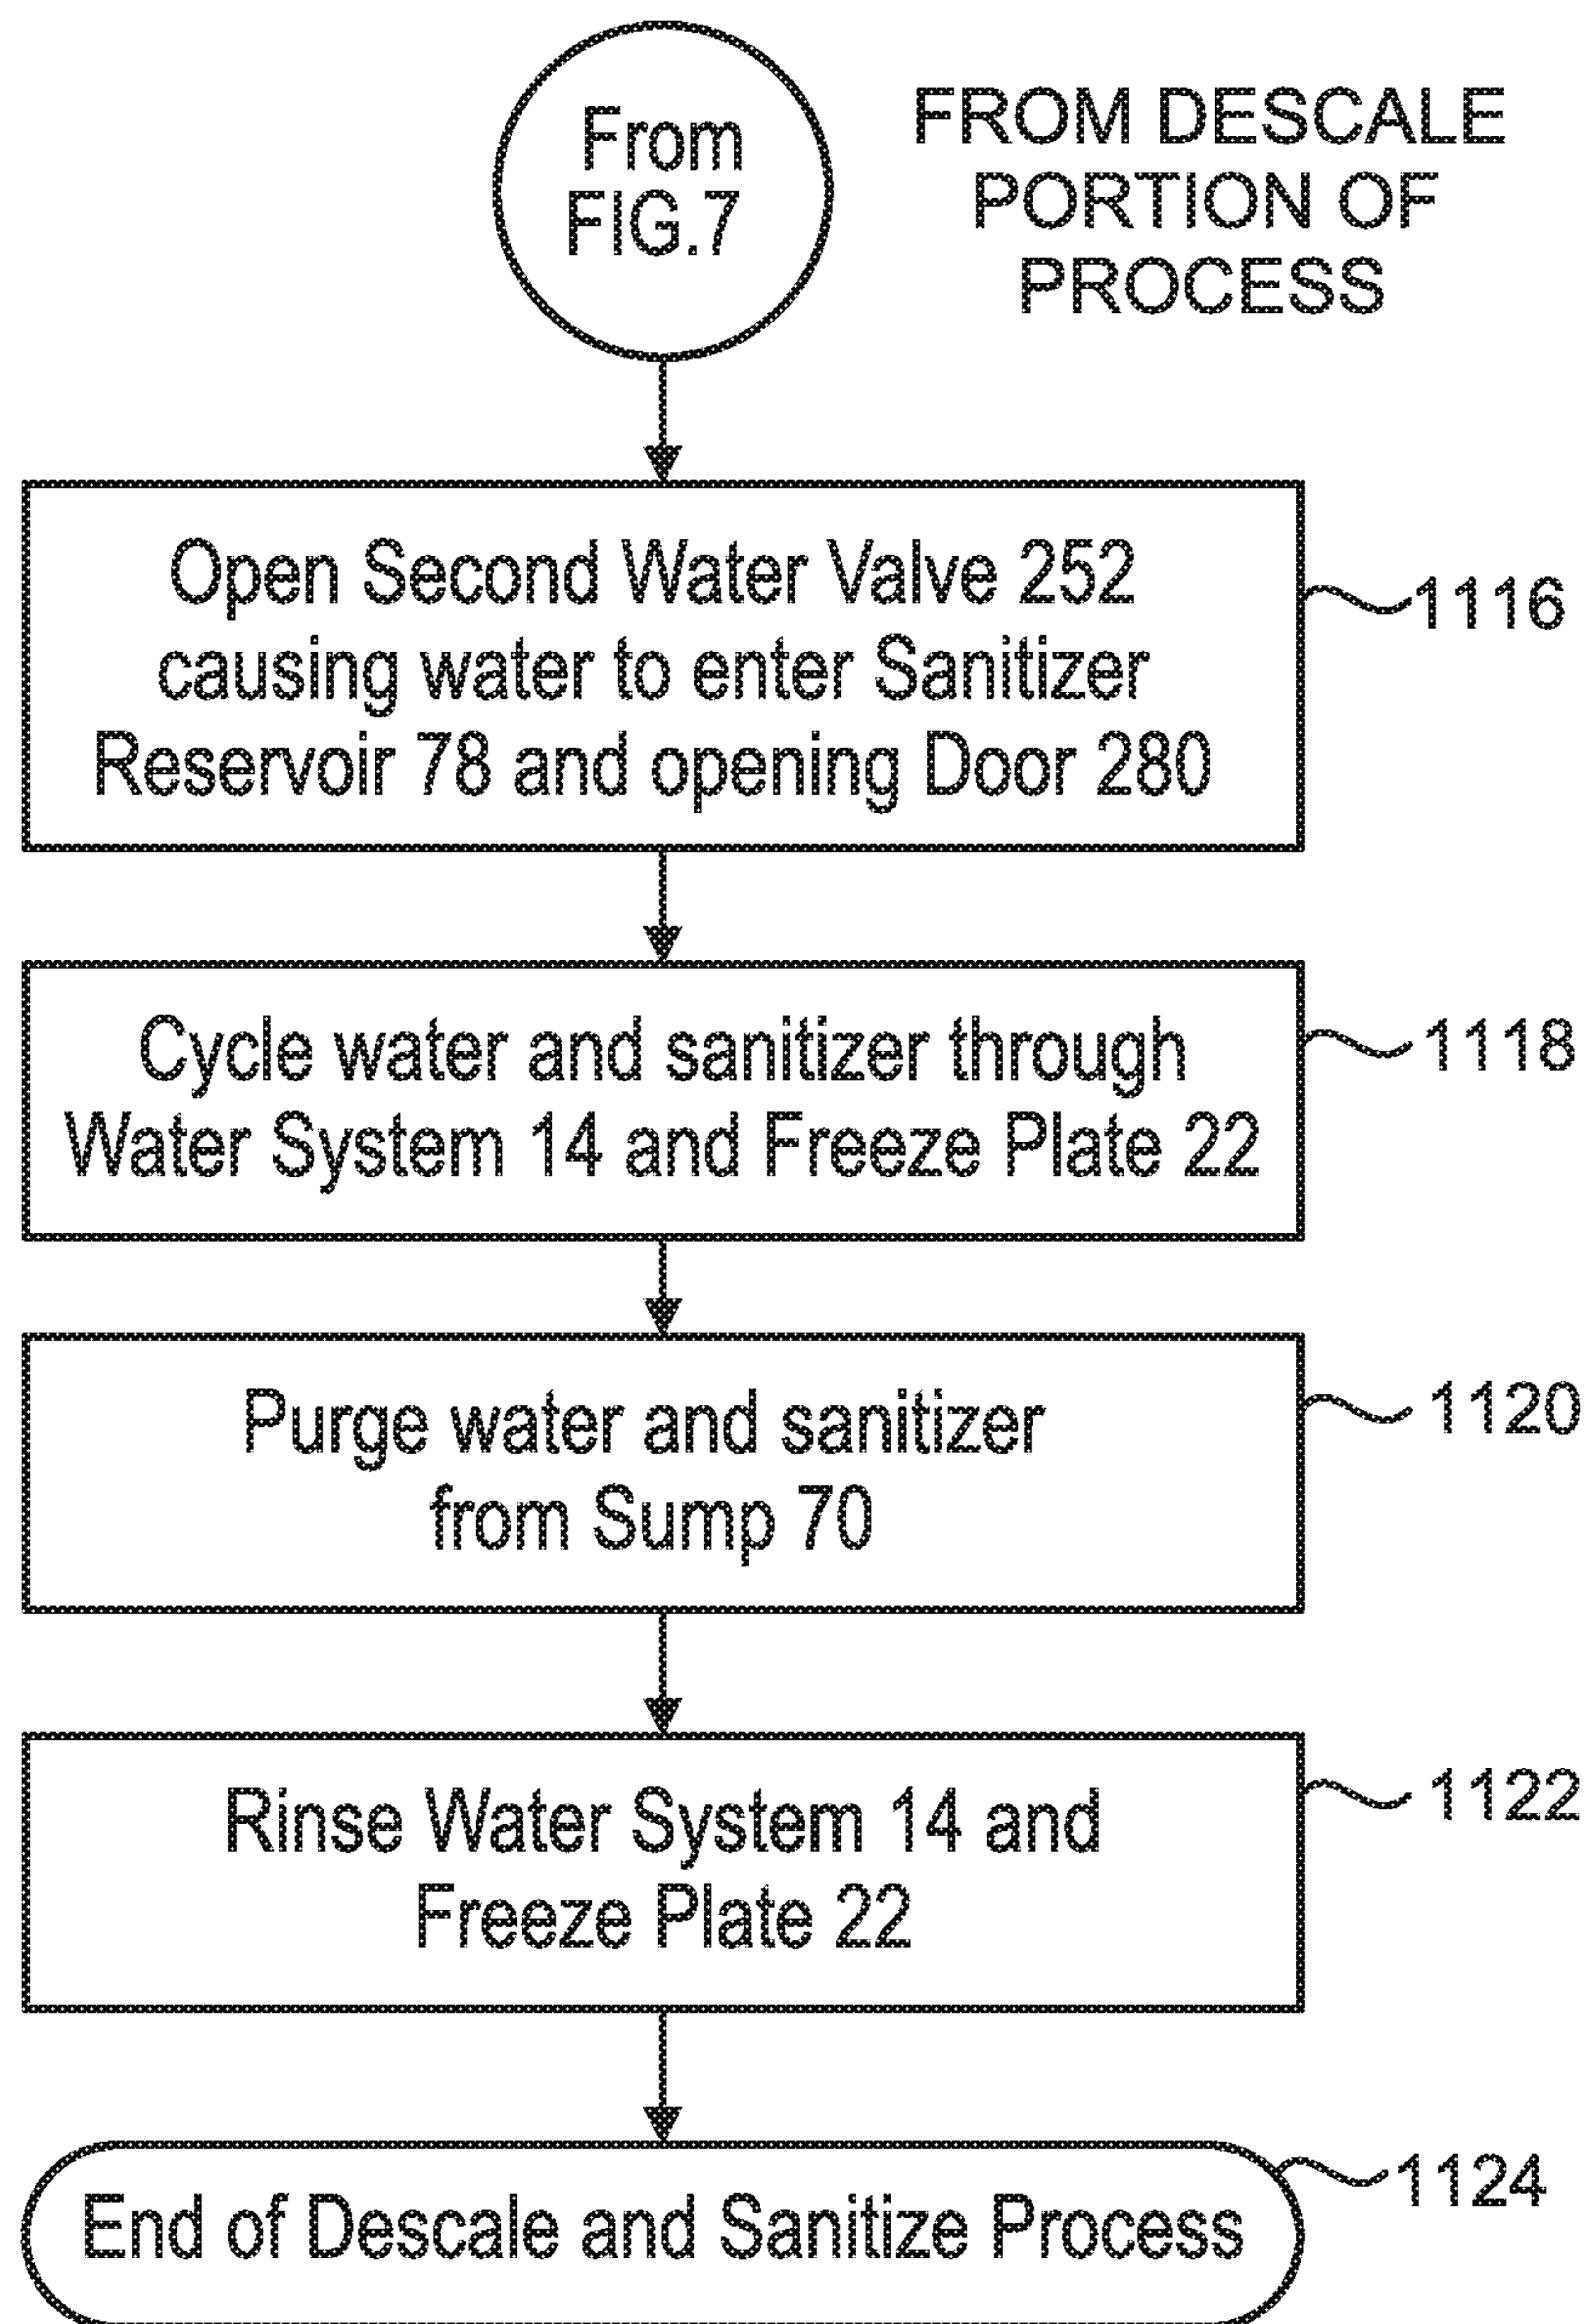 From
FIG.7
FROM DESCALE
PORTION OF
PROCESS
Open Second Water Valve 252
causing water to enter Sanitizer
Reservoir 78 and opening Door 280
1116
Cycle water and sanitizer through
Water System 14 and Freeze Plate 22
1118
Purge water and sanitizer
from Sump 70
1120
Rinse Water System 14 and
Freeze Plate 22
1122
End of Descale and Sanitize Process
1124